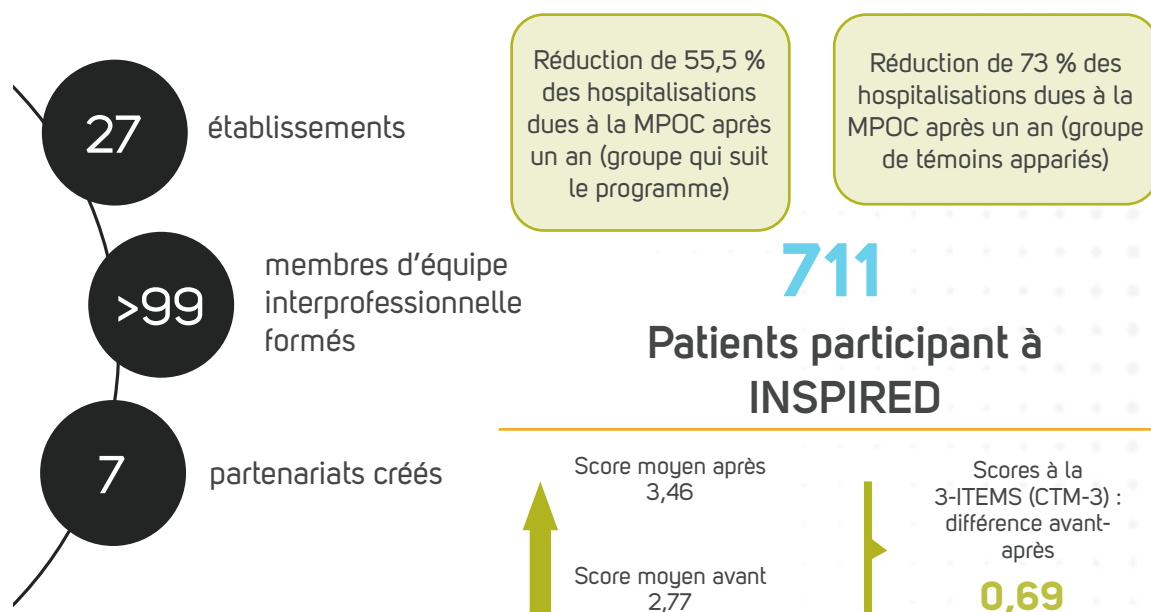 27
établissements
>99
membres d'équipe
interprofessionnelle
formés
7
partenariats créés
Réduction de 55,5 %
des hospitalisations
dues à la MPOC après
un an (groupe qui suit
le programme)
Réduction de 73 % des
hospitalisations dues à la
MPOC après un an (groupe
de témoins appariés)
711
Patients participant à
INSPIRED
Score moyen après
3,46
Score moyen avant
2,77
Scores à la
3-ITEMS (CTM-3) :
différence avant-
après
0,69